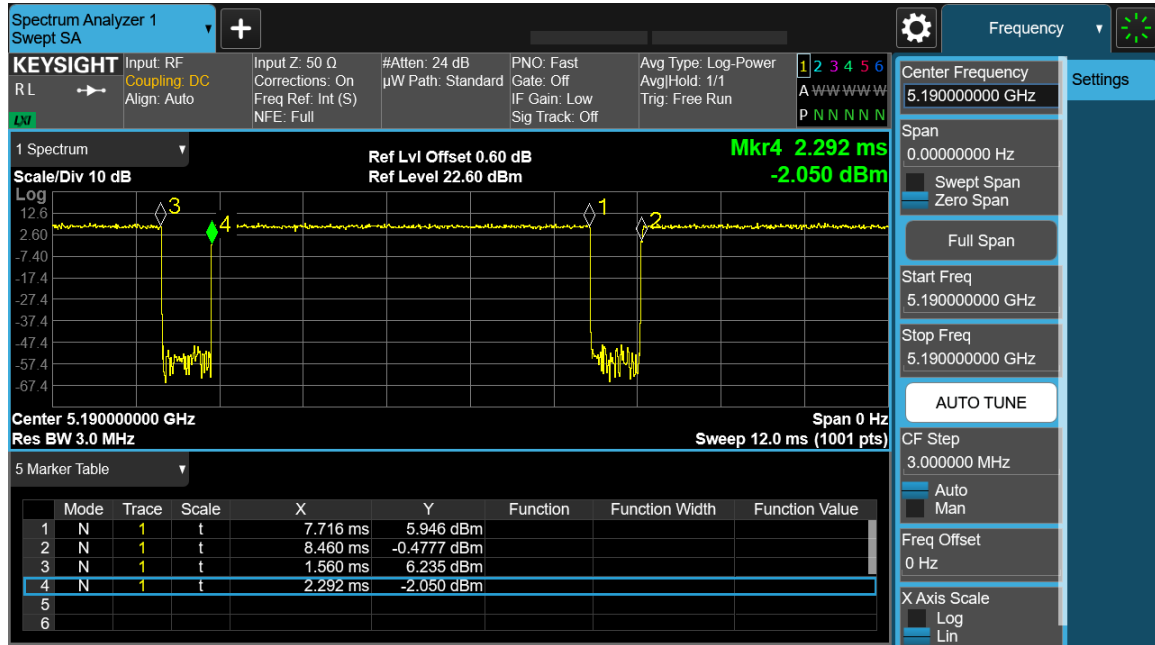 Spectrum Analyzer 1
Swept SA
+
Frequency
KEYSIGHT
R L
LXI
Input: RF
Coupling: DC
Align: Auto
Input Z: 50 Ω
Corrections: On
Freq Ref: Int (S)
NFE: Full
#Atten: 24 dB
µW Path: Standard
PNO: Fast
Gate: Off
IF Gain: Low
Sig Track: Off
Avg Type: Log-Power
Avg|Hold: 1/1
Trig: Free Run
1 2 3 4 5 6
A W W W W W
P N N N N N
1 Spectrum
Scale/Div 10 dB
Ref Lvl Offset 0.60 dB
Ref Level 22.60 dBm
Mkr4 2.292 ms
-2.050 dBm
Log
12.6
2.60
-7.40
-17.4
-27.4
-37.4
-47.4
-57.4
-67.4
3
4
1
2
Center 5.190000000 GHz
Span 0 Hz
Res BW 3.0 MHz
Sweep 12.0 ms (1001 pts)
5 Marker Table
Mode Trace Scale X Y Function Function Width Function Value
1 N 1 t 7.716 ms 5.946 dBm
2 N 1 t 8.460 ms -0.4777 dBm
3 N 1 t 1.560 ms 6.235 dBm
4 N 1 t 2.292 ms -2.050 dBm
5
6
Center Frequency
5.190000000 GHz
Settings
Span
0.00000000 Hz
Swept Span
Zero Span
Full Span
Start Freq
5.190000000 GHz
Stop Freq
5.190000000 GHz
AUTO TUNE
CF Step
3.000000 MHz
Auto
Man
Freq Offset
0 Hz
X Axis Scale
Log
Lin